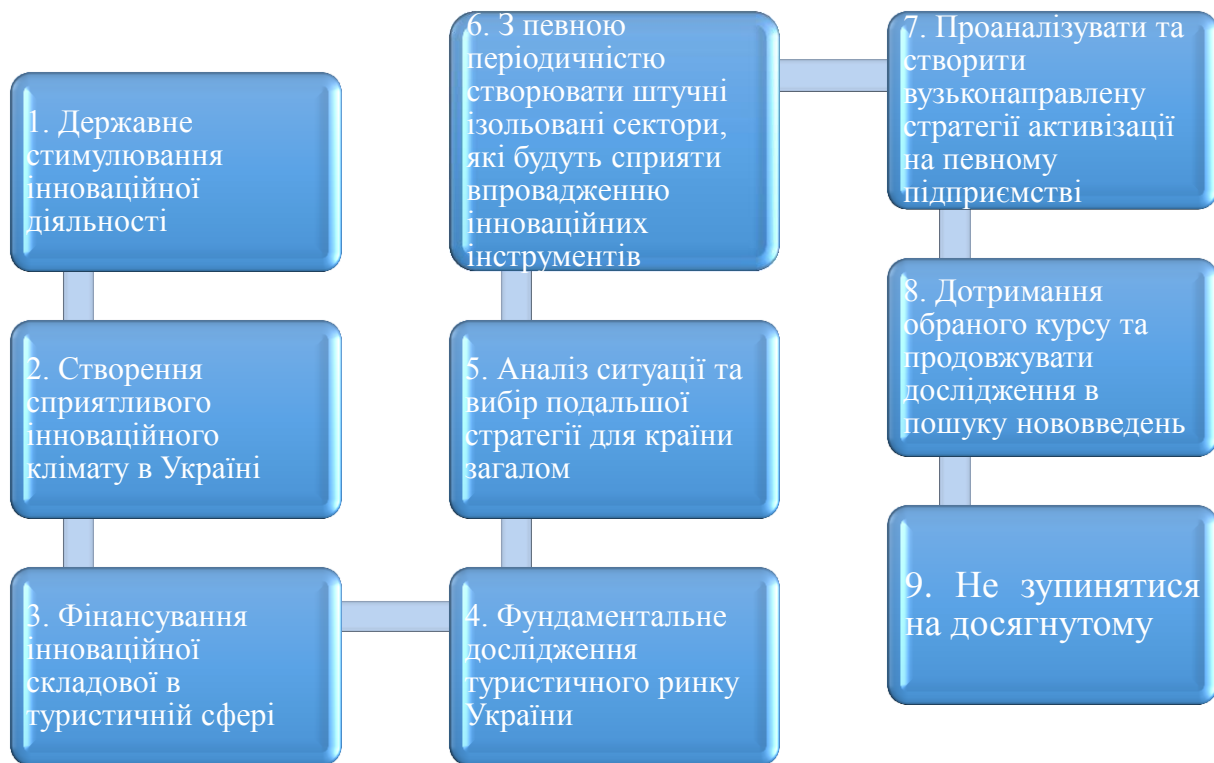 1. Державне
стимулювання
інноваційної
діяльності
2. Створення
сприятливого
інноваційного
клімату в Україні
3. Фінансування
інноваційної
складової в
туристичній сфері
4. Фундаментальне
дослідження
туристичного ринку
України
5. Аналіз ситуації та
вибір подальшої
стратегії для країни
загалом
6. З певною
періодичністю
створювати штучні
ізольовані сектори,
які будуть сприяти
впровадженню
інноваційних
інструментів
7. Проаналізувати та
створити
вузьконаправлену
стратегії активізації
на певному
підприємстві
8. Дотримання
обраного курсу та
продовжувати
дослідження в
пошуку нововведень
9. Не зупинятися
на досягнутому